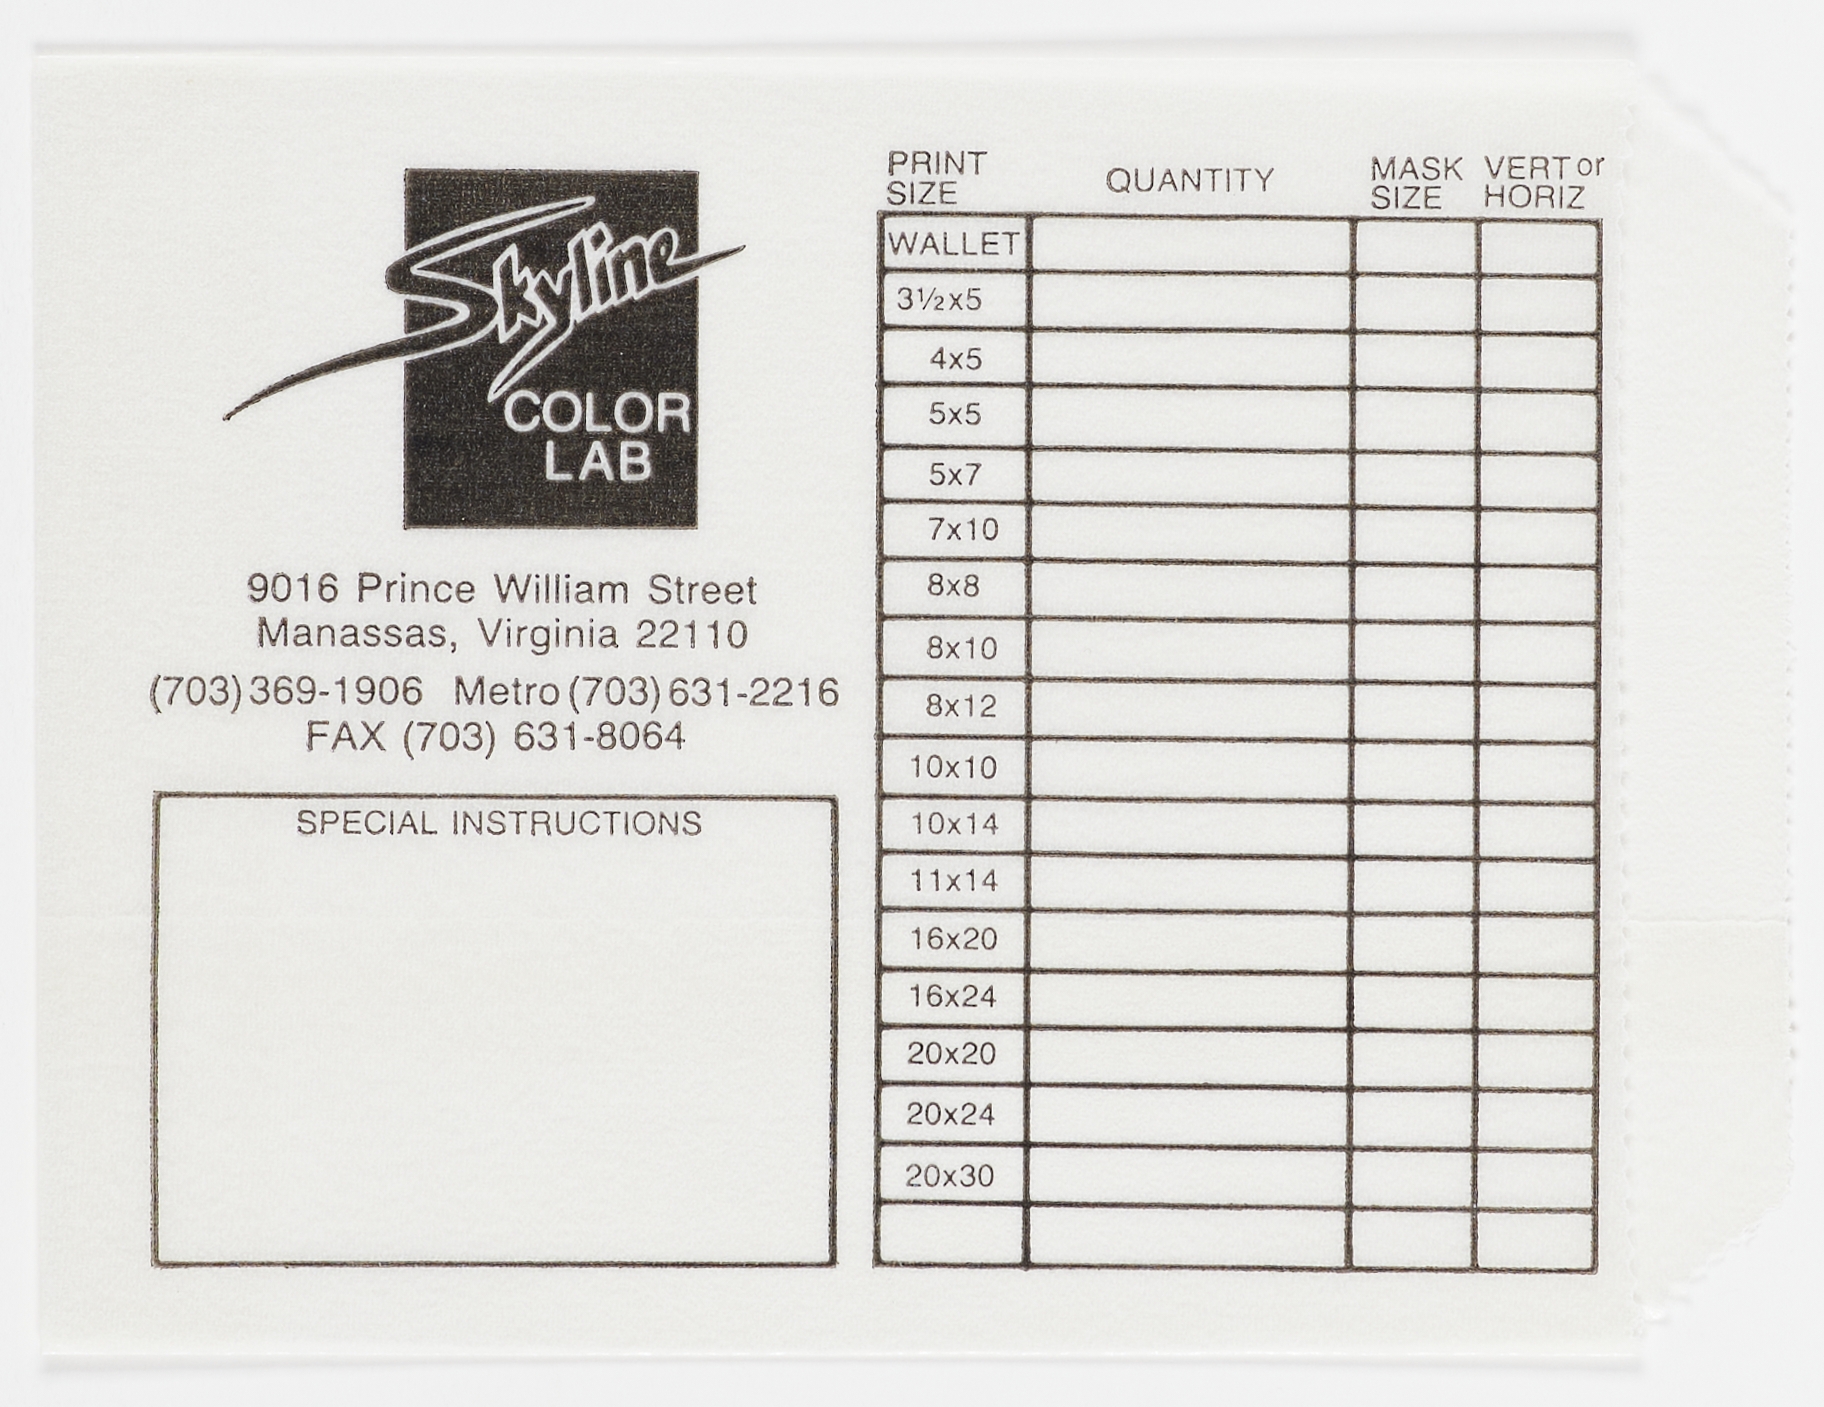 Skyline
COLOR
LAB
9016 Prince William Street
Manassas, Virginia 22110
(703) 369-1906 Metro (703) 631-2216
FAX (703) 631-8064
SPECIAL INSTRUCTIONS
PRINT SIZE QUANTITY MASK SIZE VERT or HORIZ
WALLET
3½x5
4x5
5x5
5x7
7x10
8x8
8x10
8x12
10x10
10x14
11x14
16x20
16x24
20x20
20x24
20x30